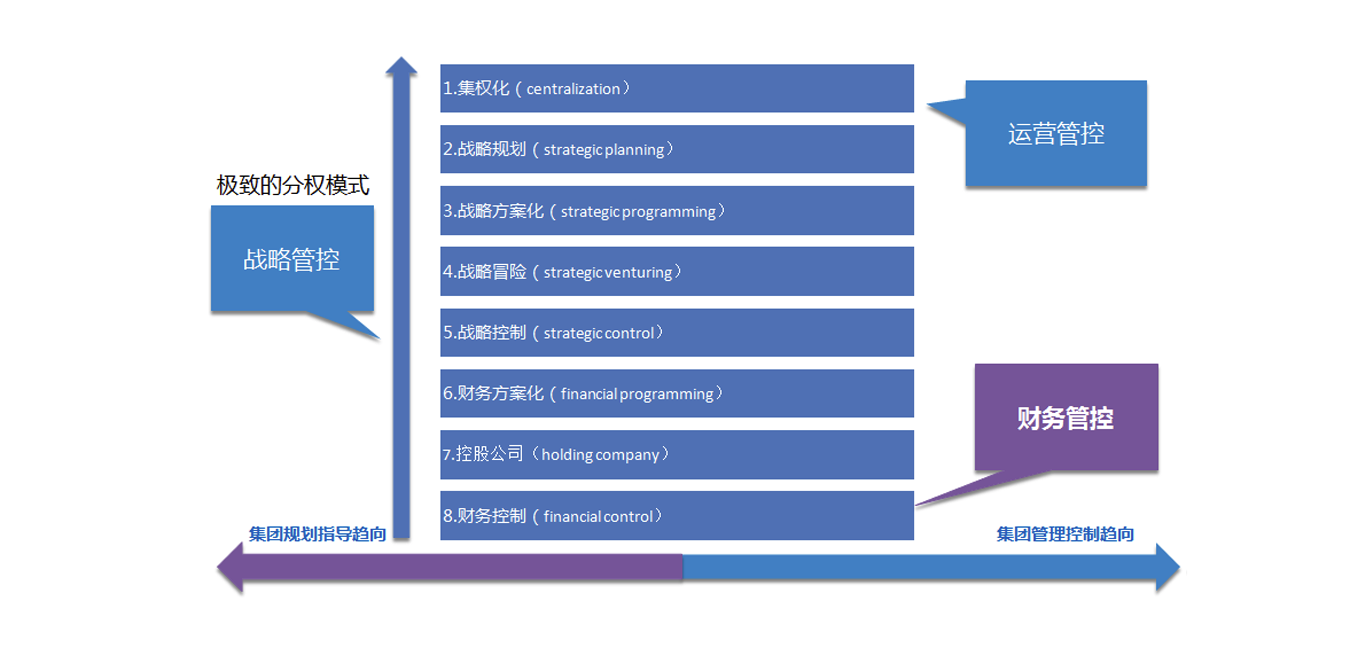 1.集权化（centralization）
运营管控
2.战略规划（strategic planning）
极致的分权模式
3.战略方案化（strategic programming）
战略管控
4.战略冒险（strategic venturing）
5.战略控制（strategic control）
6.财务方案化（financial programming）
财务管控
7.控股公司（holding company）
8.财务控制（financial control）
集团规划指导趋向
集团管理控制趋向